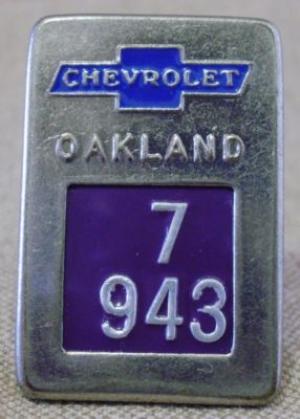 CHEVROLET
OAKLAND
7
943